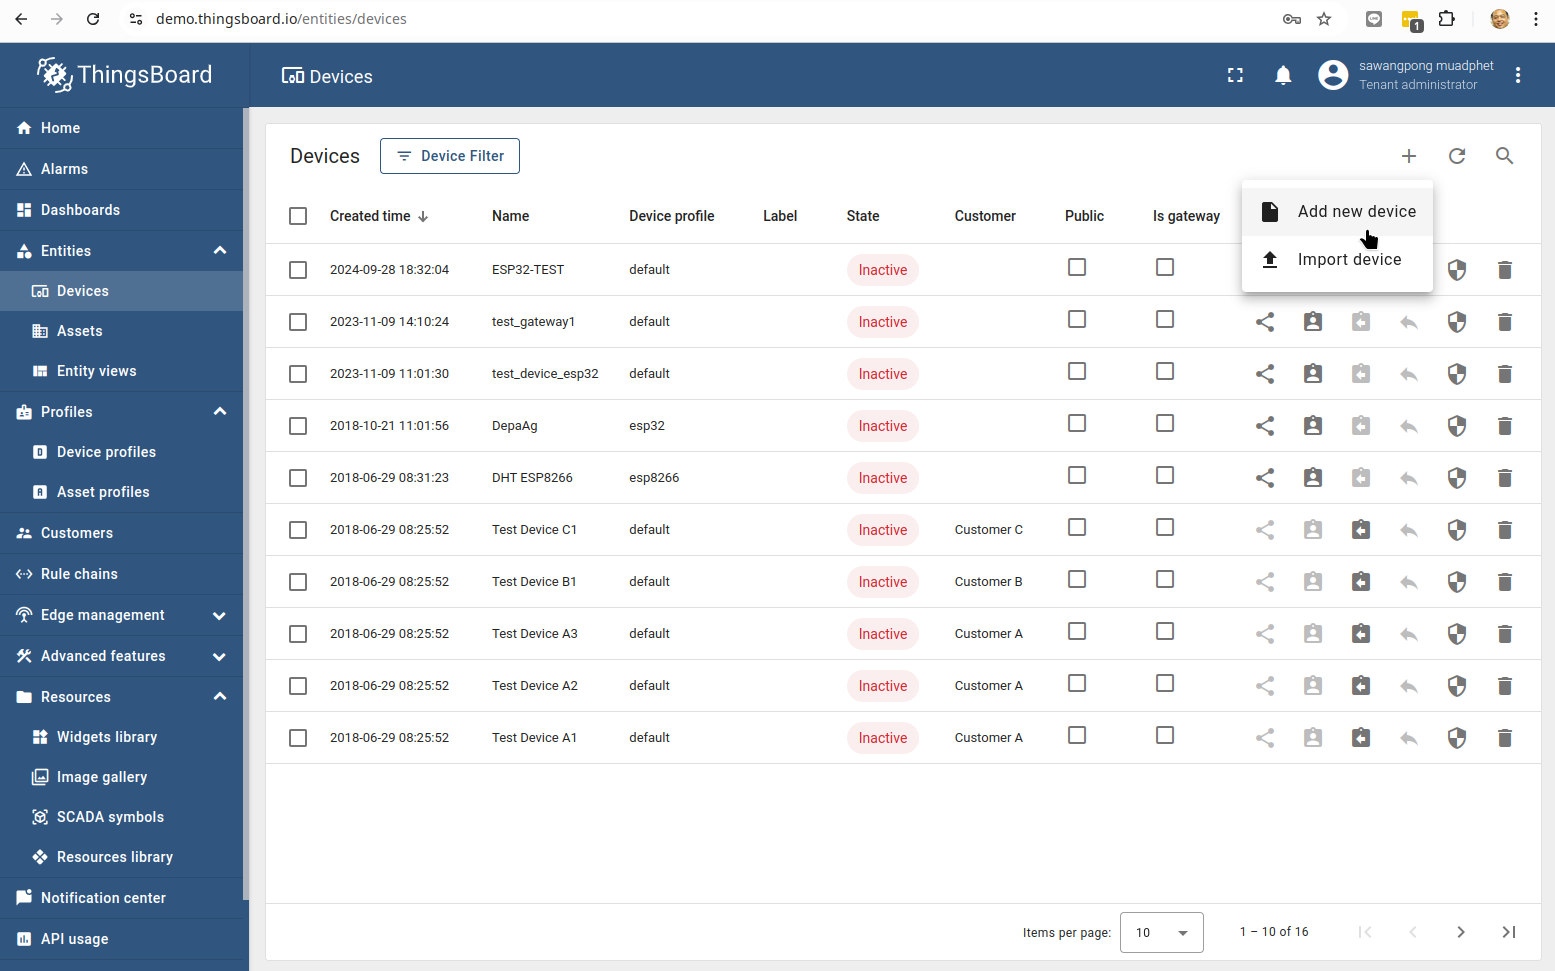 demo.thingsboard.io/entities/devices
1
ThingsBoard
Devices
sawangpong muadphet
Tenant administrator
Home
Alarms
Dashboards
Entities
Devices
Assets
Entity views
Profiles
D Device profiles
A Asset profiles
Customers
Rule chains
Edge management
Advanced features
Resources
Widgets library
Image gallery
SCADA symbols
Resources library
Notification center
API usage
Devices Device Filter
Add new device
Import device
Created time Name Device profile Label State Customer Public Is gateway
2024-09-28 18:32:04 ESP32-TEST default Inactive
2023-11-09 14:10:24 test_gateway1 default Inactive
2023-11-09 11:01:30 test_device_esp32 default Inactive
2018-10-21 11:01:56 DepaAg esp32 Inactive
2018-06-29 08:31:23 DHT ESP8266 esp8266 Inactive
2018-06-29 08:25:52 Test Device C1 default Inactive Customer C
2018-06-29 08:25:52 Test Device B1 default Inactive Customer B
2018-06-29 08:25:52 Test Device A3 default Inactive Customer A
2018-06-29 08:25:52 Test Device A2 default Inactive Customer A
2018-06-29 08:25:52 Test Device A1 default Inactive Customer A
Items per page: 10 1 – 10 of 16